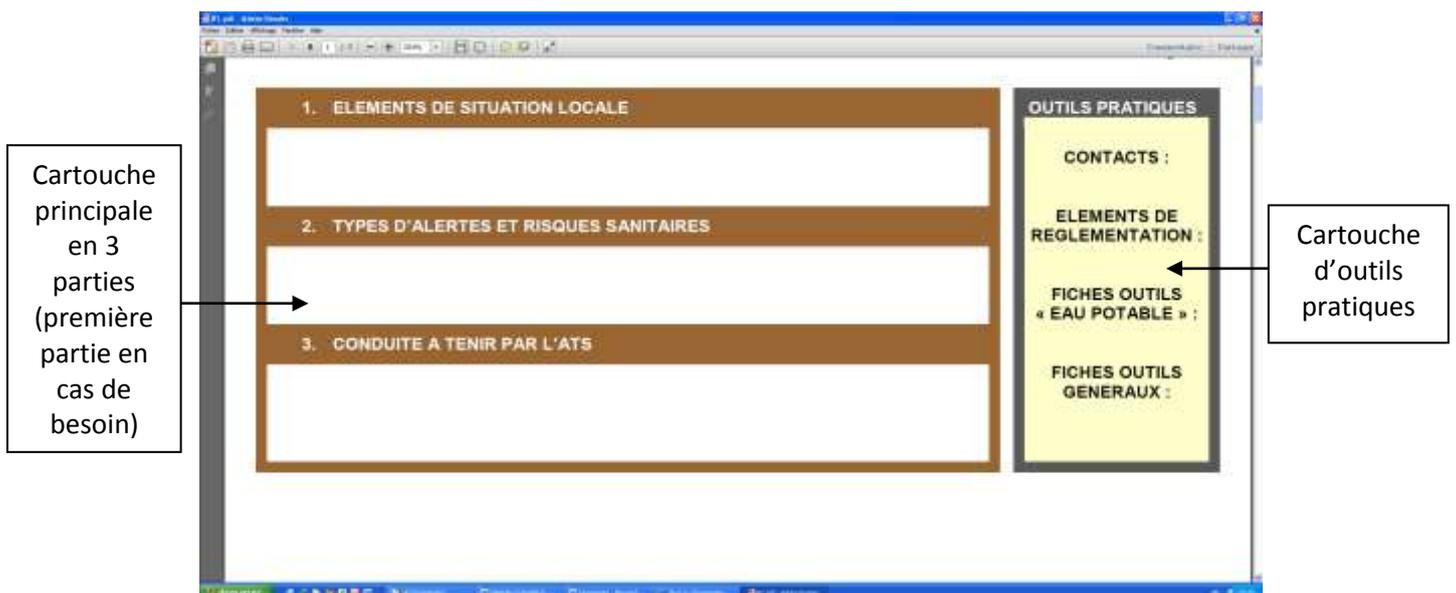 Cartouche
principale
en 3
parties
(première
partie en
cas de
besoin)
1. ELEMENTS DE SITUATION LOCALE
2. TYPES D'ALERTES ET RISQUES SANITAIRES
3. CONDUITE A TENIR PAR L'ATS
OUTILS PRATIQUES
CONTACTS :
ELEMENTS DE
REGLEMENTATION :
FICHES OUTILS
« EAU POTABLE » :
FICHES OUTILS
GENERAUX :
Cartouche
d’outils
pratiques